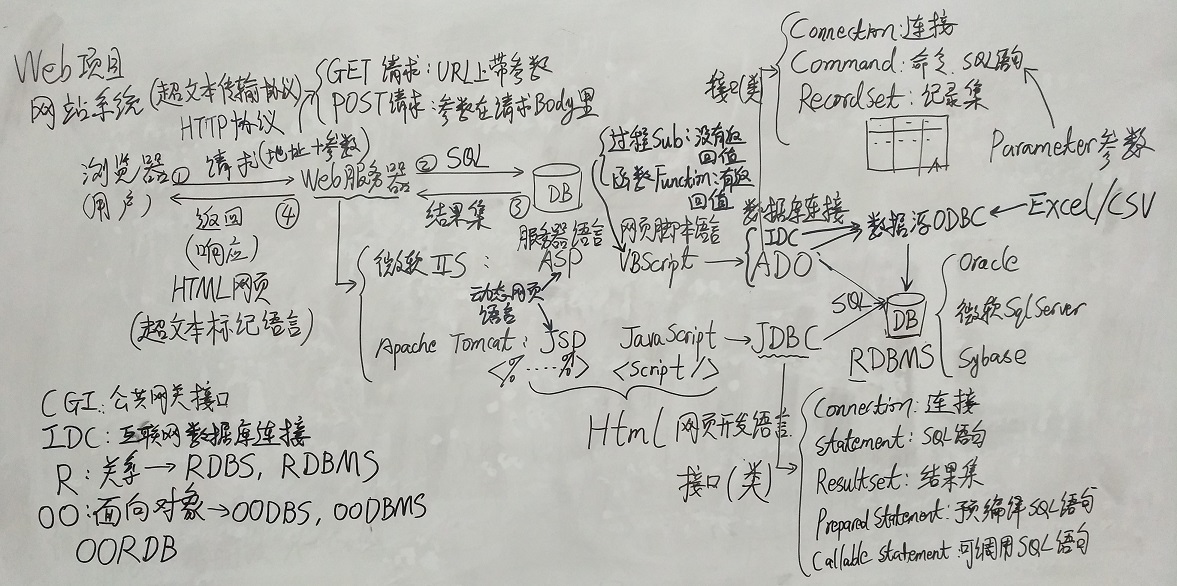 Web项目
网站系统
(超文本传输协议)
HTTP协议
GET 请求:URL上带参数
POST请求:参数在请求Body里
浏览器
(用户)
① 请求(地址+参数)
Web服务器
② SQL
DB
返回 ④
(响应)
HTML网页
(超文本标记语言)
结果集 ③
过程Sub:没有返回值
函数Function:有返回值
接口(类)
Connection:连接
Command:命令.SQL语句
Recordset:记录集
Parameter参数
微软IIS:
服务器语言
ASP
网页脚本语言
VBScript
数据库连接
IDC
ADO
数据源ODBC
Excel/CSV
动态网页
语言
Apache Tomcat:
JSP
<%.....%>
JavaScript
<Script/>
JDBC
SQL
DB
RDBMS
Oracle
微软SqlServer
Sybase
Html网页开发语言
接口(类)
Connection:连接
Statement:SQL语句
Resultset:结果集
Prepared Statement:预编译SQL语句
Callable Statement:可调用SQL语句
CGI:公共网关接口
IDC:互联网数据库连接
R:关系→RDBS, RDBMS
OO:面向对象→OODBS, OODBMS
OORDB